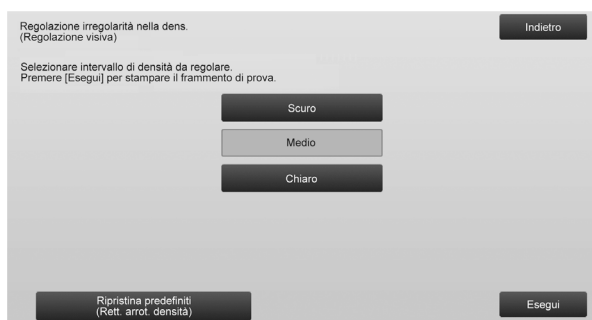 Regolazione irregolarità nella dens.
(Regolazione visiva)
Indietro
Selezionare intervallo di densità da regolare.
Premere [Esegui] per stampare il frammento di prova.
Scuro
Medio
Chiaro
Ripristina predefiniti
(Rett. arrot. densità)
Esegui